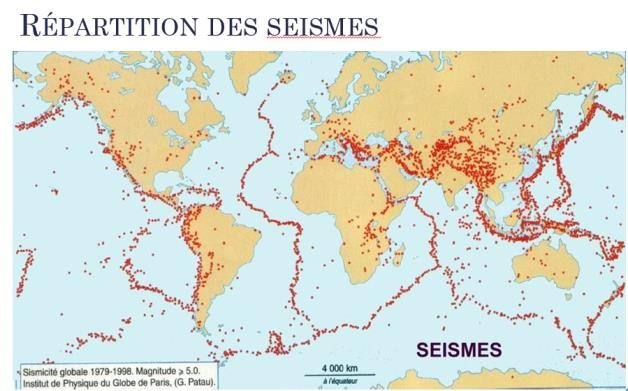 RÉPARTITION DES SEISMES
SEISMES
4 000 km
à l'équateur
Sismicité globale 1979-1998. Magnitude ⩾ 5.0.
Institut de Physique du Globe de Paris, (G. Patau).